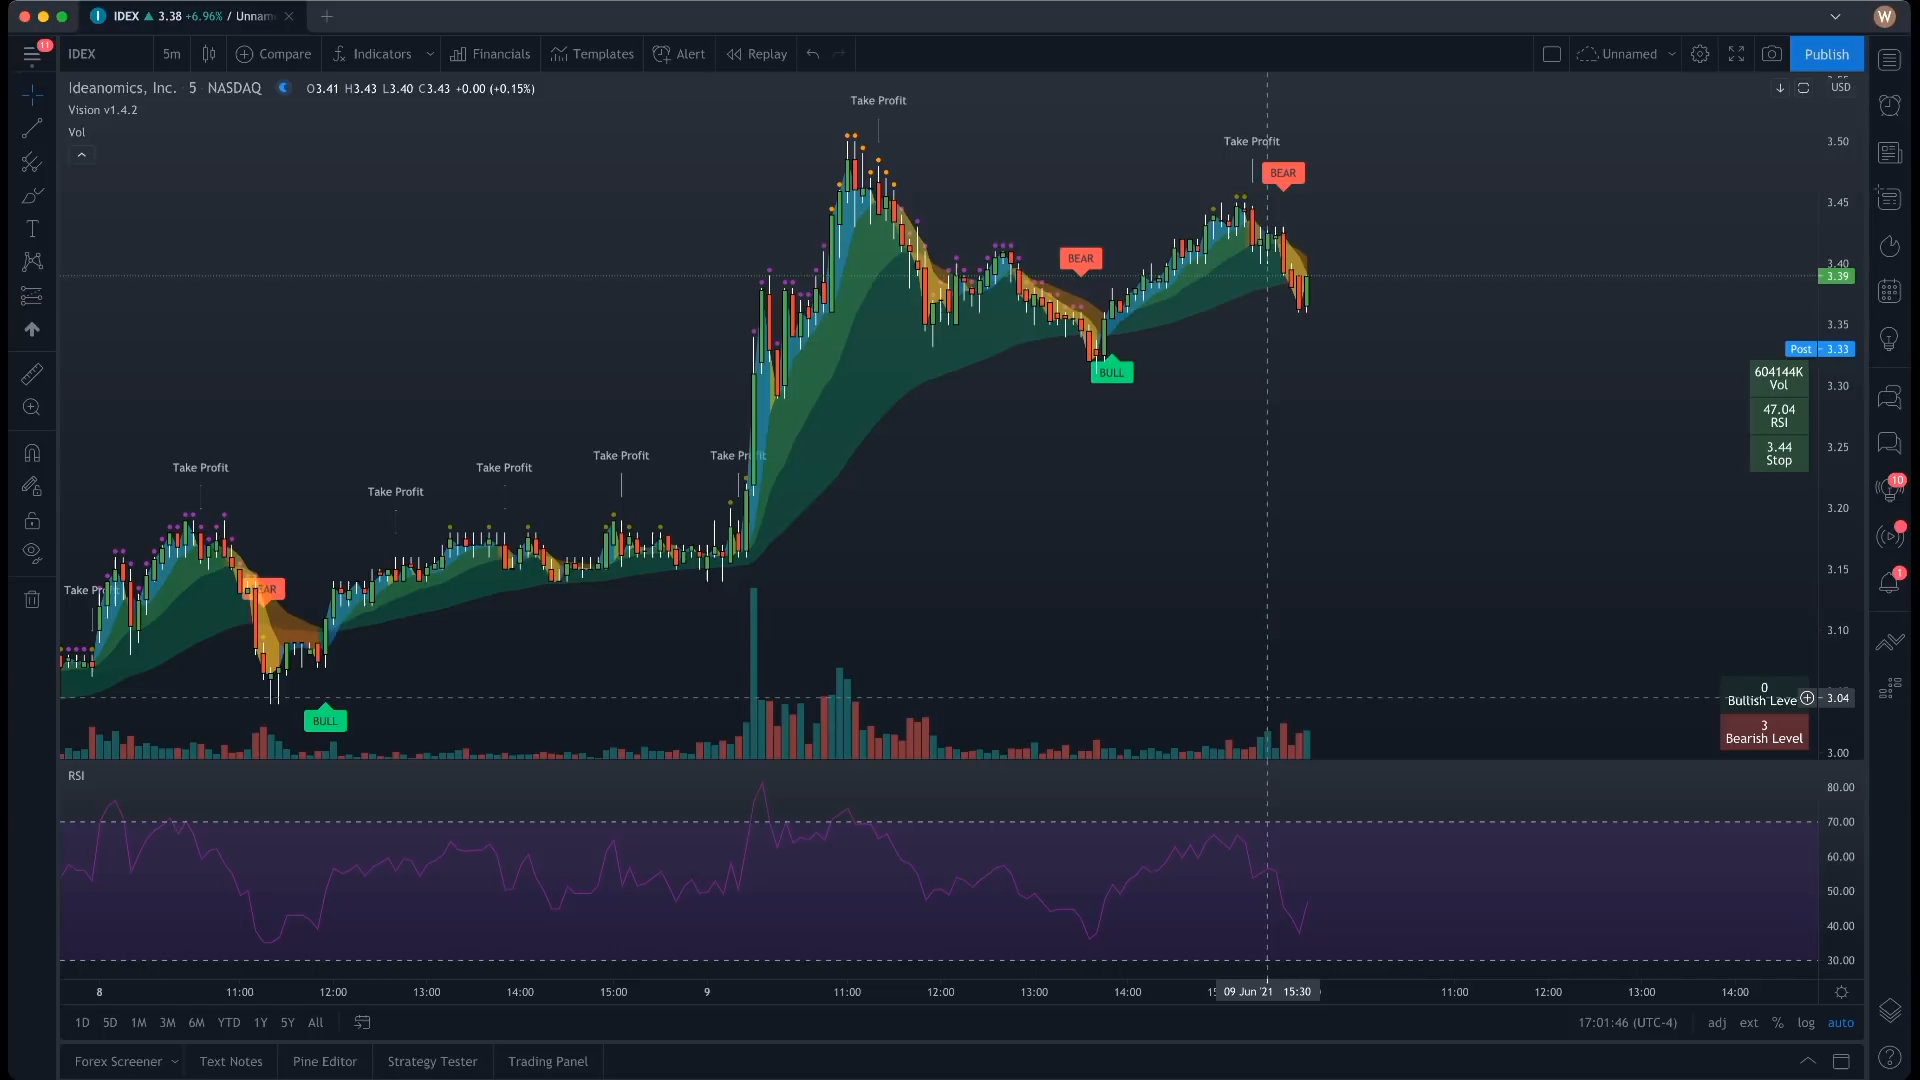 IDEX ▲ 3.38 +6.96% / Unnam
W
11
IDEX
5m
Compare
Indicators
Financials
Templates
Alert
Replay
Unnamed
Publish
Ideanomics, Inc. 5 NASDAQ
O3.41 H3.43 L3.40 C3.43 +0.00 (+0.15%)
USD
Vision v1.4.2
Vol
Take Profit
Take Profit
BEAR
3.50
3.45
3.40
3.39
BEAR
3.35
Post 3.33
BULL
604144K
Vol
3.30
47.04
RSI
3.44
Stop
3.25
Take Profit
Take Profit
Take Profit
Take Profit
Take Profit
10
3.20
3.15
1
BEAR
3.10
0
Bullish Leve
3.04
3
Bearish Level
BULL
3.00
RSI
80.00
70.00
60.00
50.00
40.00
30.00
8 11:00 12:00 13:00 14:00 15:00 9 11:00 12:00 13:00 14:00 09 Jun '21 15:30 11:00 12:00 13:00 14:00
1D 5D 1M 3M 6M YTD 1Y 5Y All
17:01:46 (UTC-4) adj ext % log auto
Forex Screener Text Notes Pine Editor Strategy Tester Trading Panel